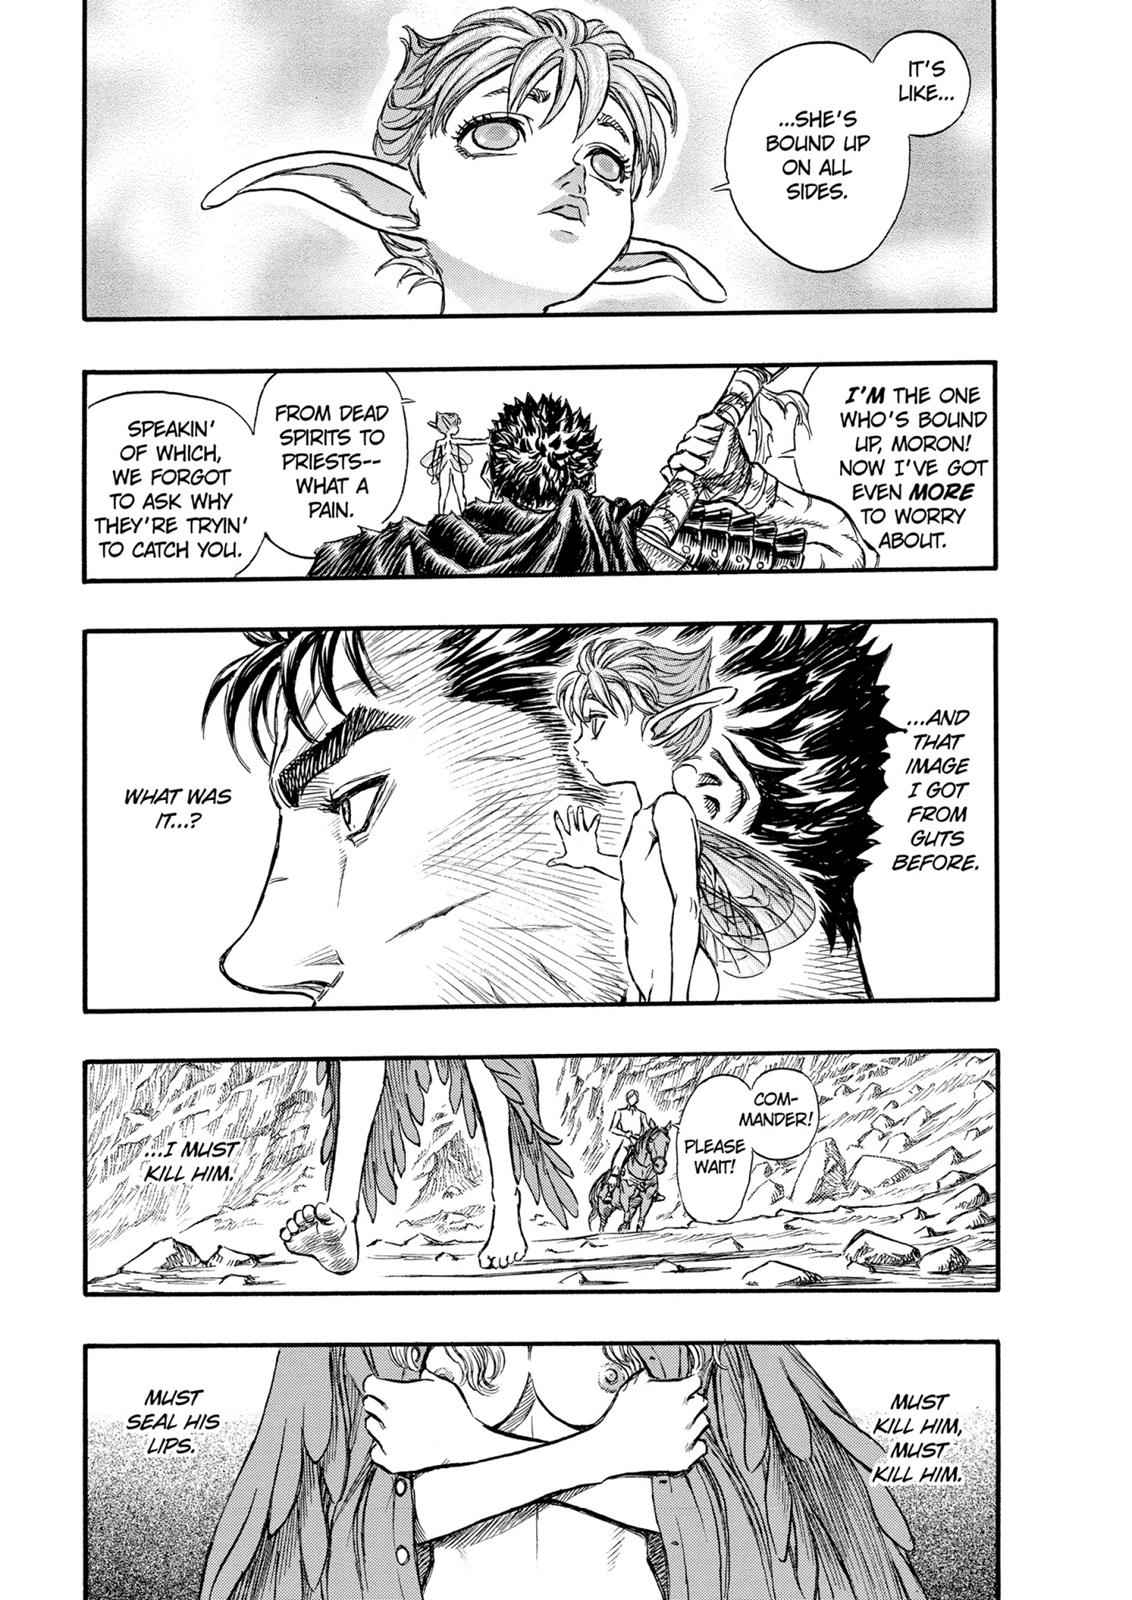 IT'S
LIKE...
...SHE'S
BOUND UP
ON ALL
SIDES.
I'M THE ONE
WHO'S BOUND
UP, MORON!
NOW I'VE GOT
EVEN MORE
TO WORRY
ABOUT.
FROM DEAD
SPIRITS TO
PRIESTS--
WHAT A
PAIN.
SPEAKIN'
OF WHICH,
WE FORGOT
TO ASK WHY
THEY'RE TRYIN'
TO CATCH YOU.
...AND
THAT
IMAGE
I GOT
FROM
GUTS
BEFORE.
WHAT WAS
IT...?
COM-
MANDER!
PLEASE
WAIT!
...I MUST
KILL HIM.
MUST
KILL HIM,
MUST
KILL HIM.
MUST
SEAL HIS
LIPS.